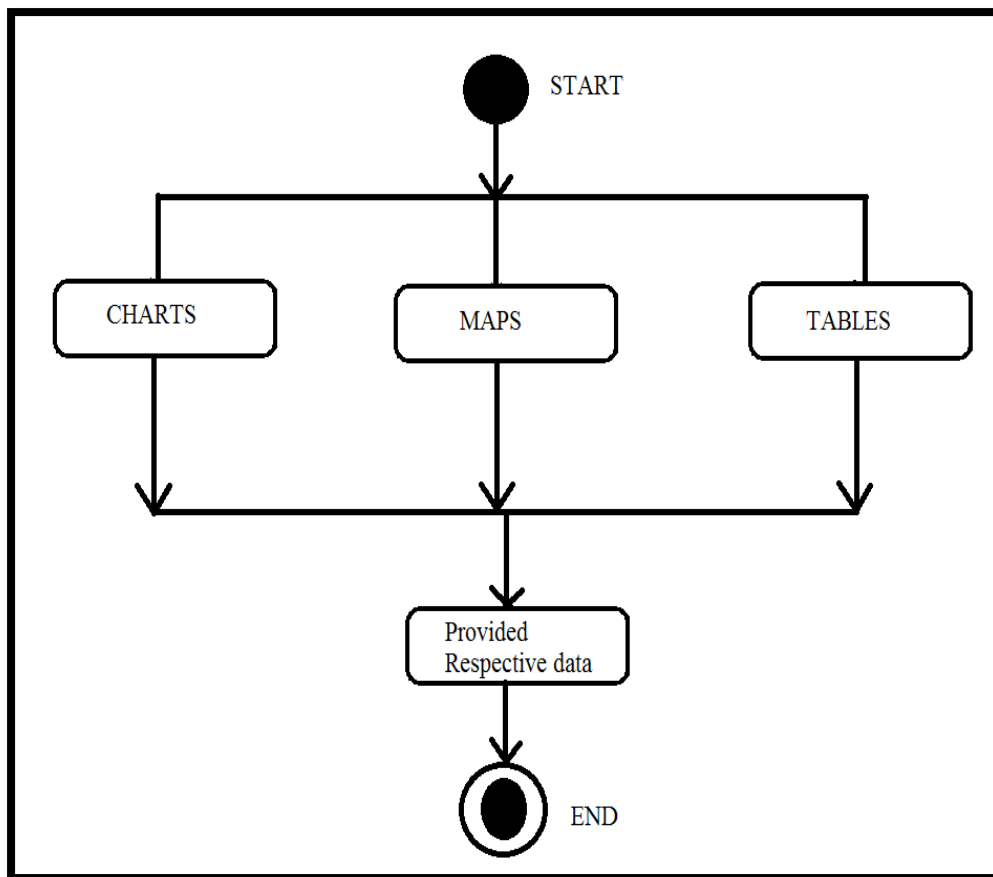 START
CHARTS
MAPS
TABLES
Provided
Respective data
END